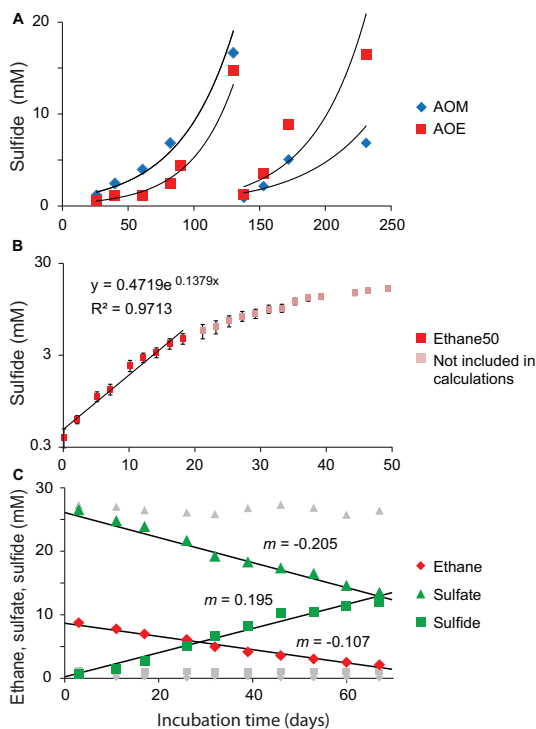 A
Sulfide (mM)
20
10
0
0 50 100 150 200 250
AOM
AOE
B
Sulfide (mM)
30
3
0.3
y = 0.4719e 0.1379x
R² = 0.9713
0 10 20 30 40 50
Ethane50
Not included in
calculations
C
Ethane, sulfate, sulfide (mM)
30
20
10
0
m = -0.205
m = 0.195
m = -0.107
0 20 40 60
Ethane
Sulfate
Sulfide
Incubation time (days)